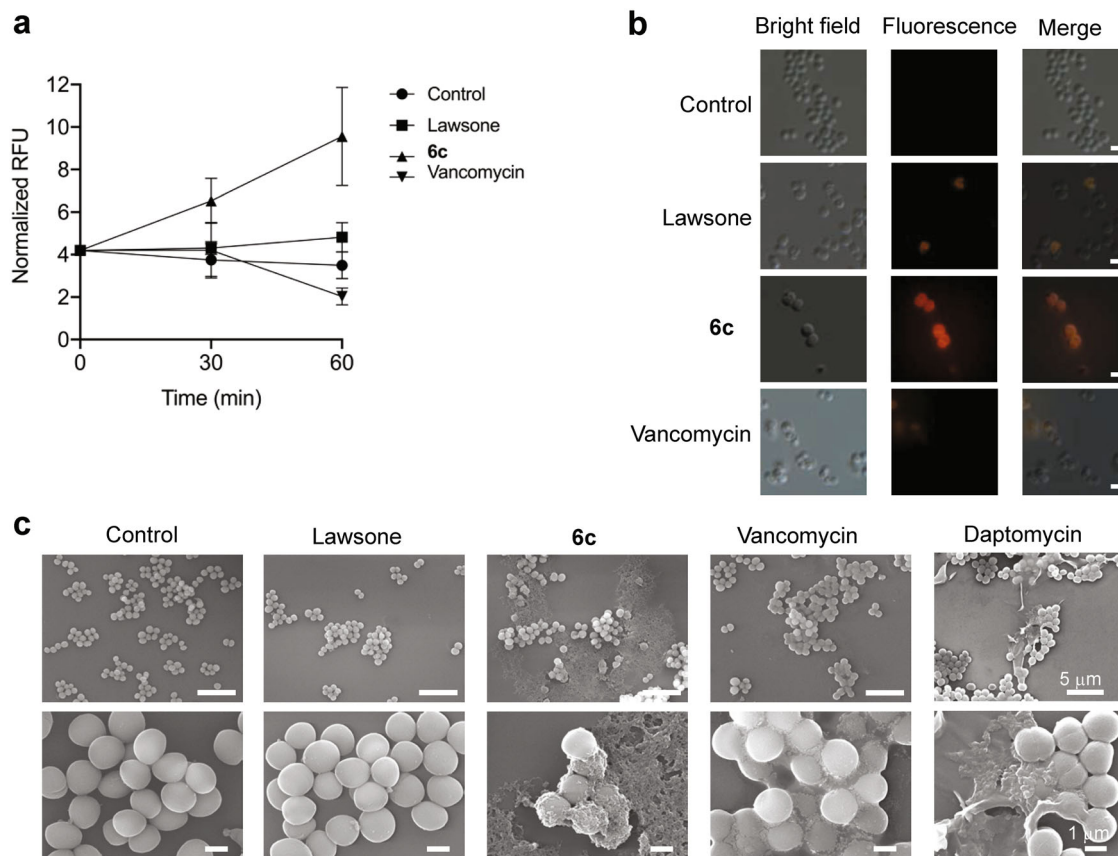 a
12
10
8
6
4
2
0
Normalized RFU
0 30 60
Time (min)
Control
Lawsone
6c
Vancomycin
b
Bright field Fluorescence Merge
Control
Lawsone
6c
Vancomycin
c
Control Lawsone 6c Vancomycin Daptomycin
5 μm
1 μm